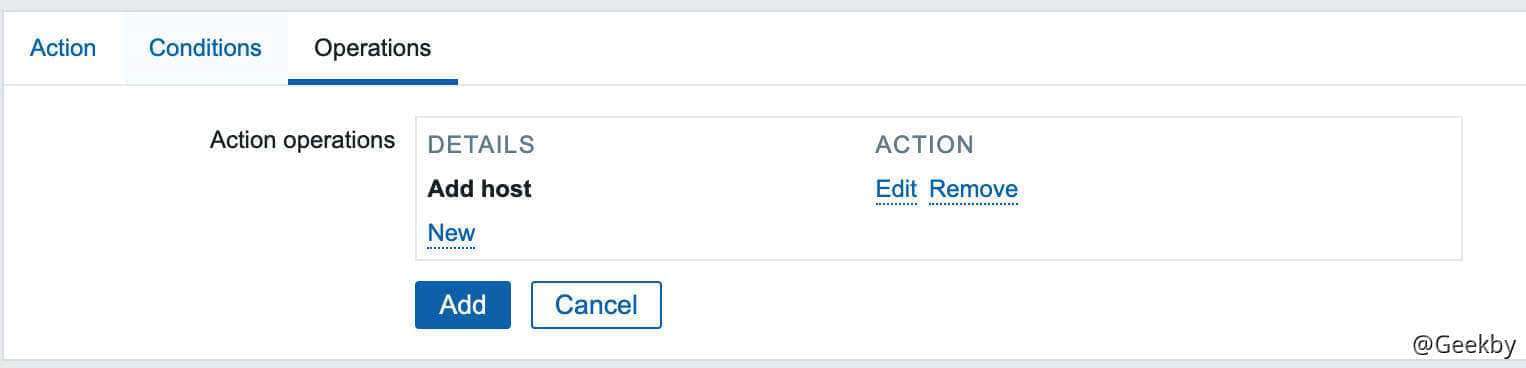 Action Conditions Operations
Action operations DETAILS ACTION
Add host Edit Remove
New
Add Cancel
@Geekby